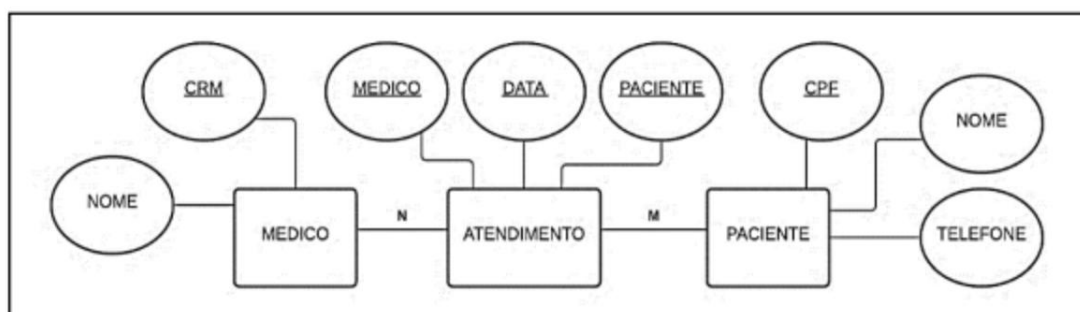 CRM
MEDICO
DATA
PACIENTE
CPF
NOME
NOME
MEDICO
N
ATENDIMENTO
M
PACIENTE
TELEFONE